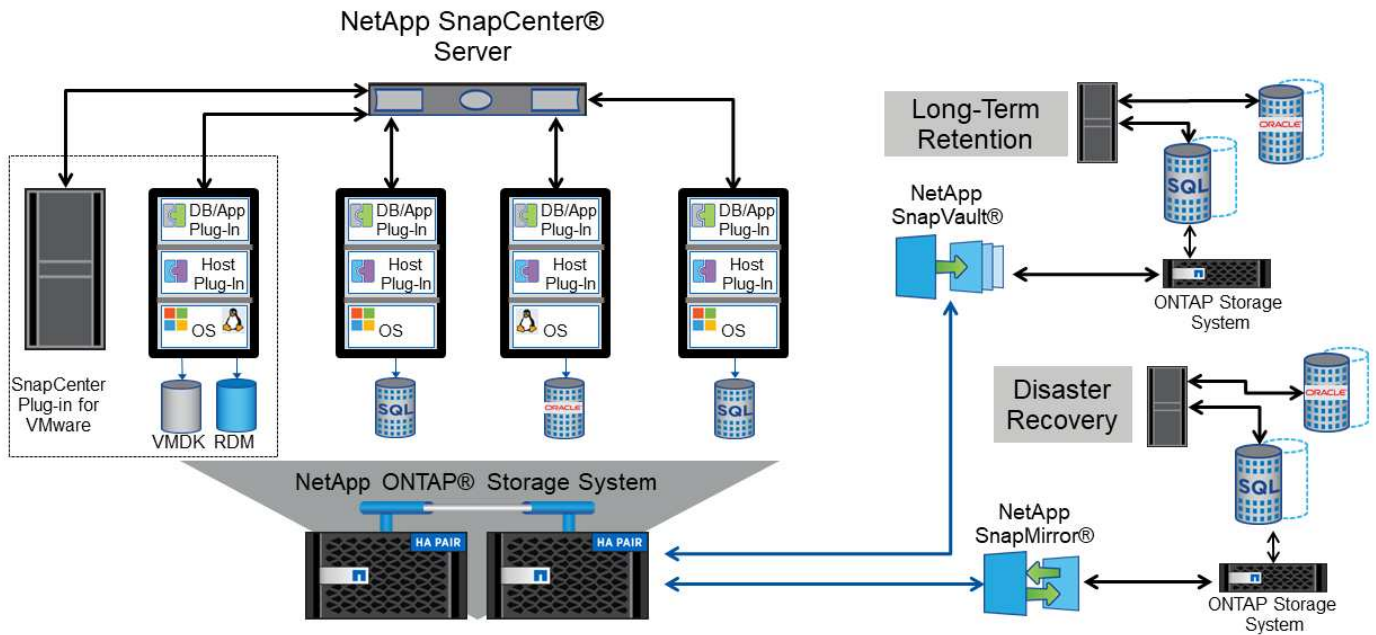 NetApp SnapCenter®
Server
DB/App
Plug-In
Host
Plug-In
OS
DB/App
Plug-In
Host
Plug-In
OS
DB/App
Plug-In
Host
Plug-In
OS
DB/App
Plug-In
Host
Plug-In
OS
SnapCenter
Plug-in for
VMware
VMDK
RDM
SQL
ORACLE
SQL
NetApp ONTAP® Storage System
HA PAIR
HA PAIR
Long-Term
Retention
ORACLE
SQL
NetApp
SnapVault®
ONTAP Storage
System
Disaster
Recovery
ORACLE
SQL
NetApp
SnapMirror®
ONTAP Storage
System